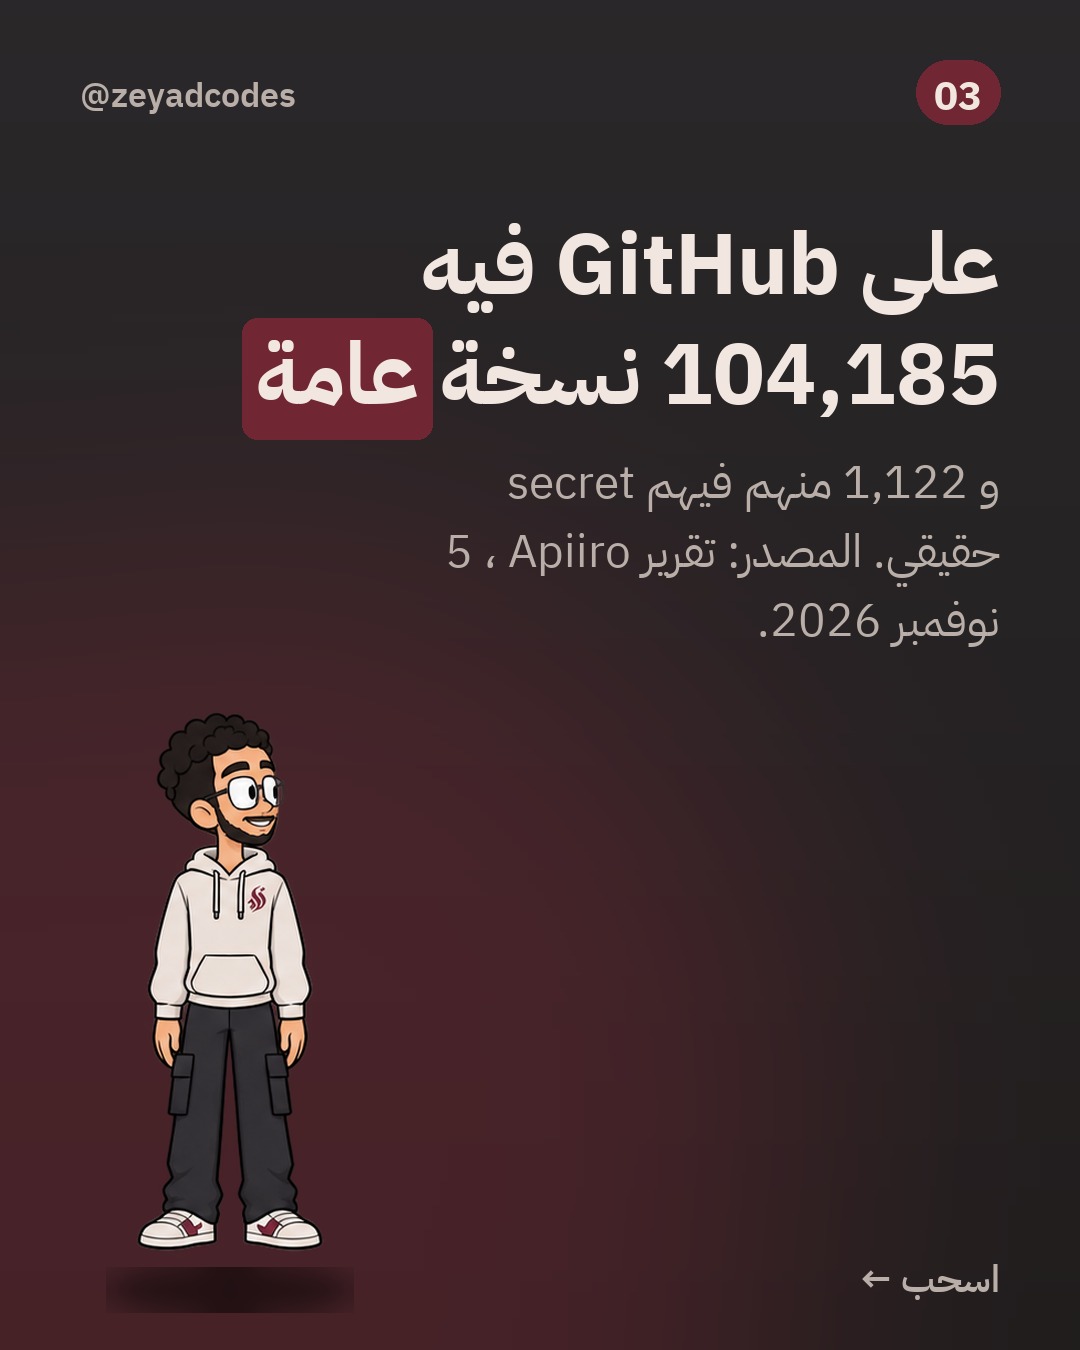 @zeyadcodes
03
على GitHub فيه
104,185 نسخة عامة
و 1,122 منهم فيهم secret
حقيقي. المصدر: تقرير Apiiro ، 5
نوفمبر 2026.
اسحب ←